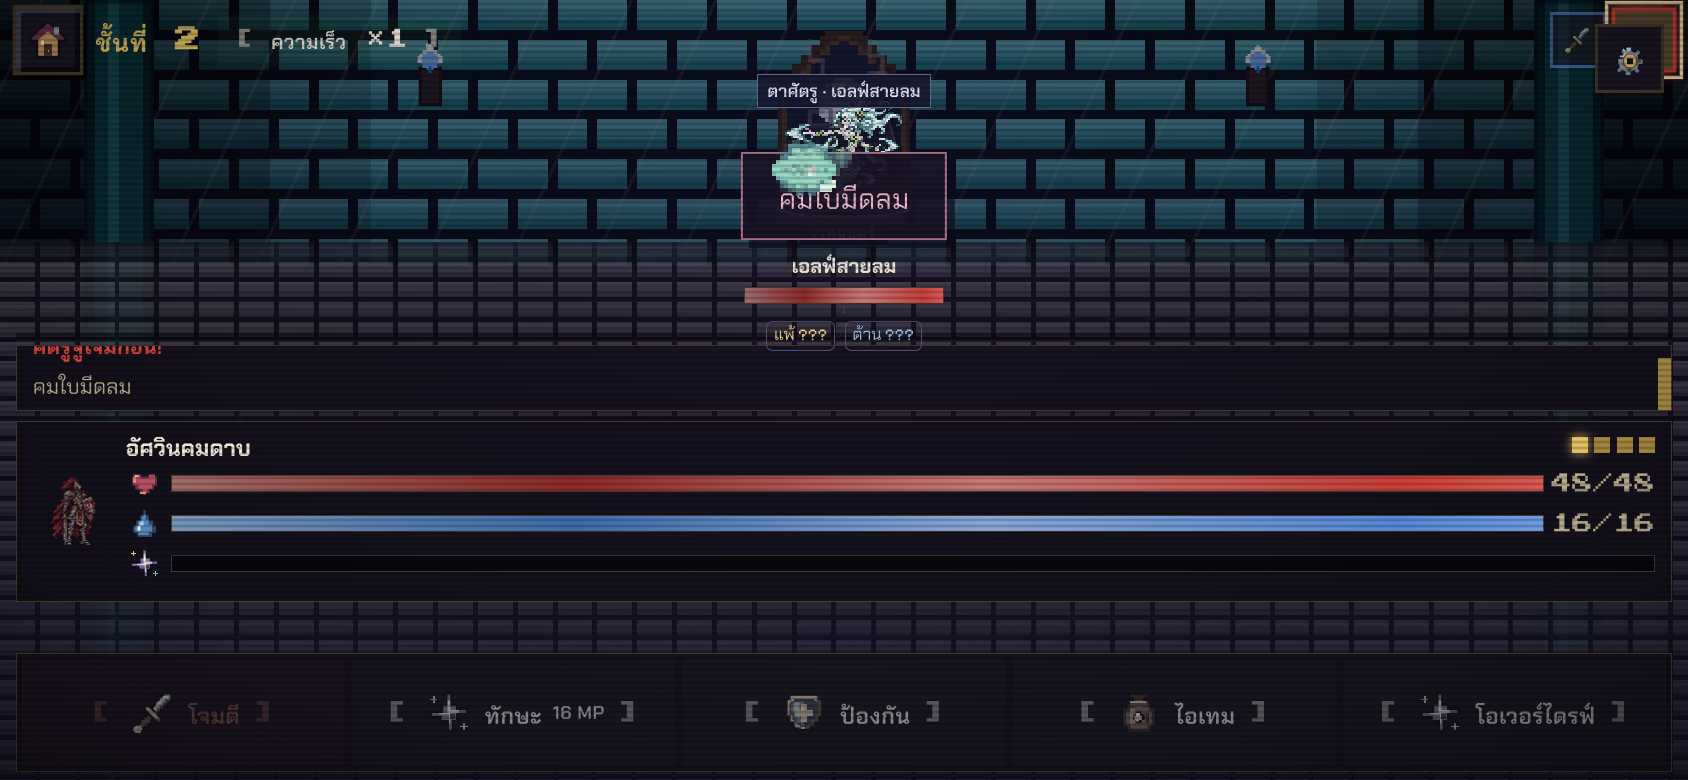 ชั้นที่ 2 [ ความเร็ว ×1 ]
ตาศัตรู · เอลฟ์สายลม
คมใบมีดลม
เอลฟ์สายลม
แพ้ ??? ต้าน ???
คมใบมีดลม
อัศวินคมดาบ
48/48
16/16
[ โจมตี ] [ ทักษะ 16 MP ] [ ป้องกัน ] [ ไอเทม ] [ โอเวอร์ไดรฟ์ ]